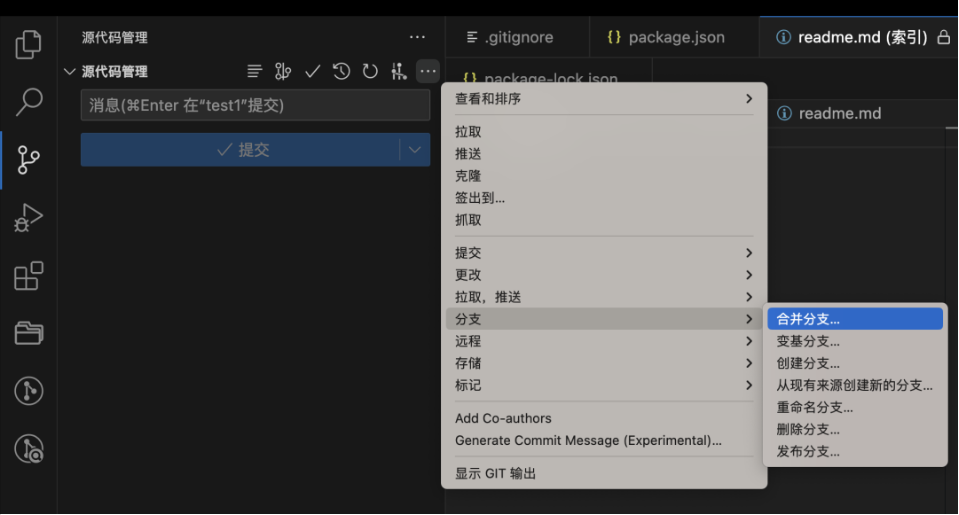 源代码管理
.gitignore
package.json
readme.md (索引)
源代码管理
package-lock.json
消息(⌘Enter 在“test1”提交)
readme.md
提交
查看和排序
拉取
推送
克隆
签出到...
抓取
提交
更改
拉取，推送
分支
远程
存储
标记
Add Co-authors
Generate Commit Message (Experimental)...
显示 GIT 输出
合并分支...
变基分支...
创建分支...
从现有来源创建新的分支...
重命名分支...
删除分支...
发布分支...